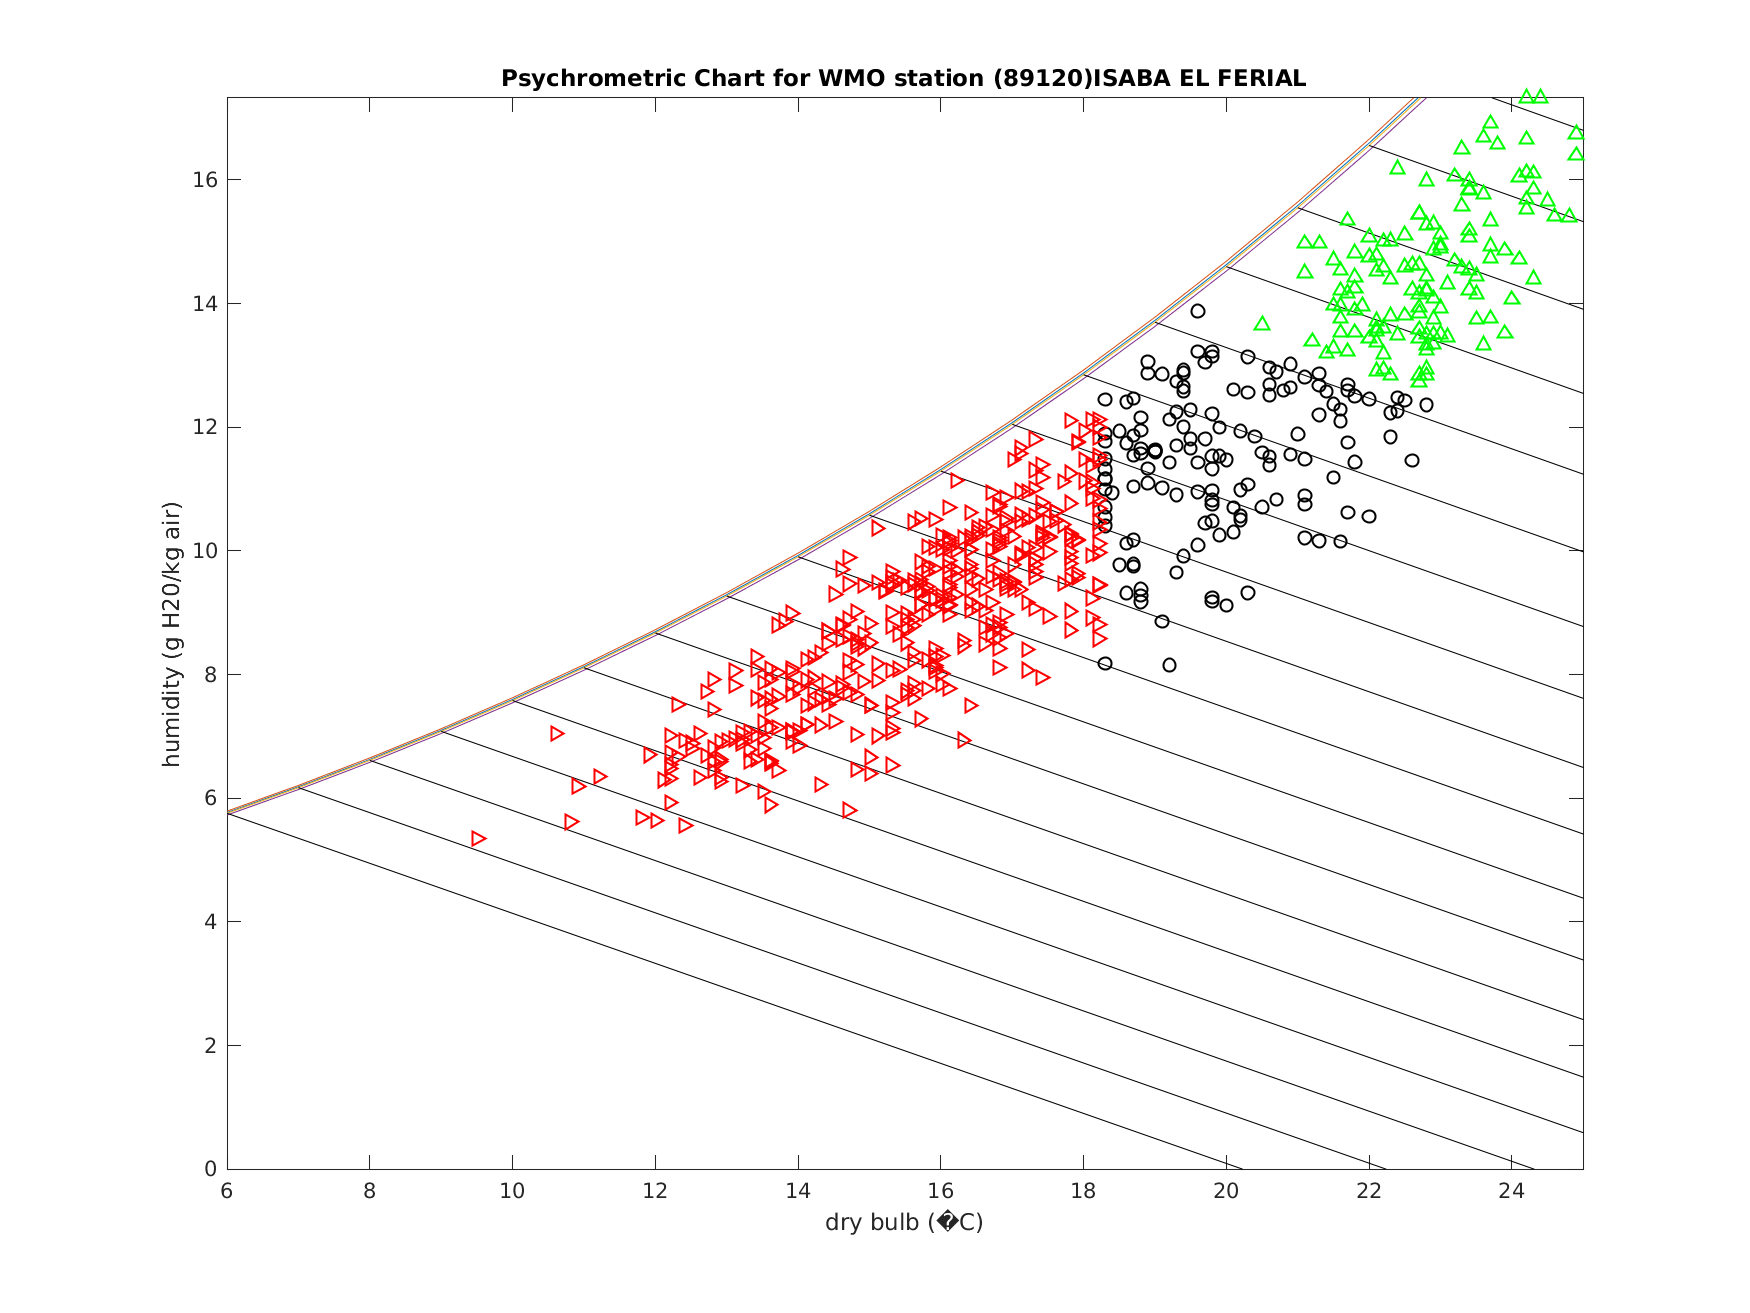 Psychrometric Chart for WMO station (89120)ISABA EL FERIAL
16
14
12
10
8
6
4
2
0
humidity (g H20/kg air)
6 8 10 12 14 16 18 20 22 24
dry bulb (�C)